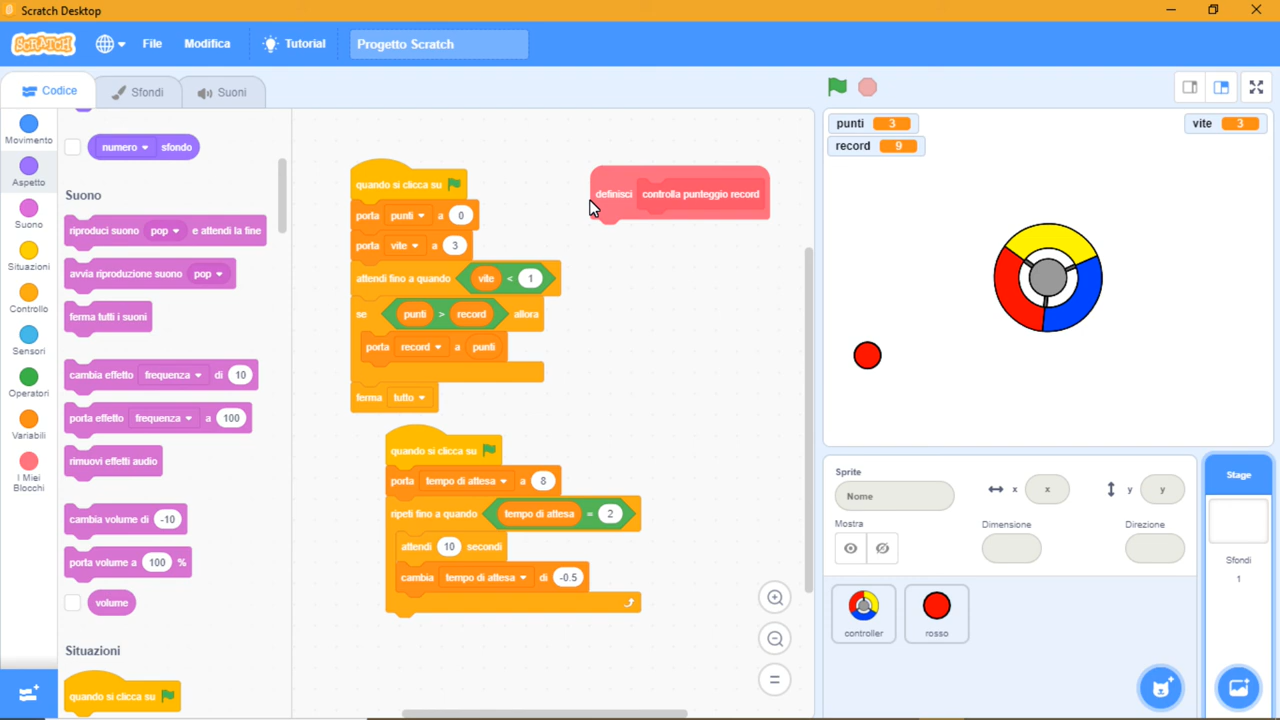 Scratch Desktop
SCRATCH File Modifica Tutorial Progetto Scratch
Codice Sfondi Suoni
Movimento
Aspetto
Suono
Situazioni
Controllo
Sensori
Operatori
Variabili
I Miei
Blocchi
numero sfondo
Suono
riproduci suono pop e attendi la fine
avvia riproduzione suono pop
ferma tutti i suoni
cambia effetto frequenza di 10
porta effetto frequenza a 100
rimuovi effetti audio
cambia volume di -10
porta volume a 100 %
volume
Situazioni
quando si clicca su
quando si clicca su
porta punti a 0
porta vite a 3
attendi fino a quando vite < 1
se punti > record allora
porta record a punti
ferma tutto
quando si clicca su
porta tempo di attesa a 8
ripeti fino a quando tempo di attesa = 2
attendi 10 secondi
cambia tempo di attesa di -0.5
definisci controlla punteggio record
punti 3
record 9
vite 3
Sprite
Nome
x x
y y
Mostra
Dimensione
Direzione
controller
rosso
Stage
Sfondi
1